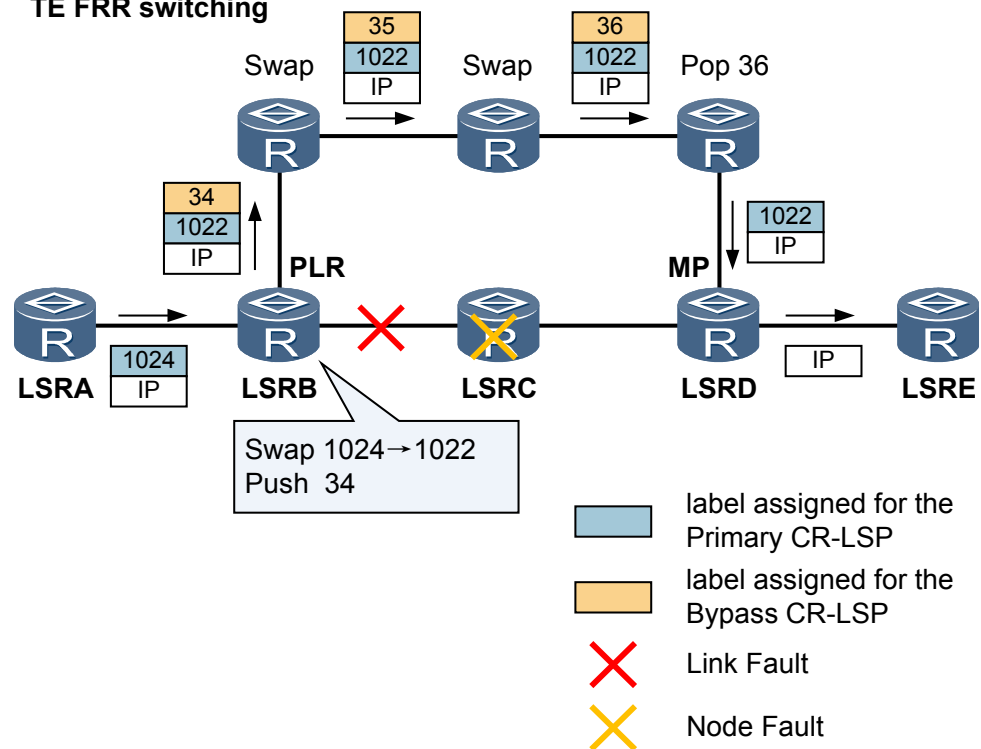 TE FRR switching
35
1022
IP
36
1022
IP
Swap
Swap
Pop 36
R
R
R
34
1022
IP
1022
IP
PLR
MP
R
R
R
R
R
1024
IP
IP
LSRA
LSRB
LSRC
LSRD
LSRE
Swap 1024→1022
Push 34
label assigned for the
Primary CR-LSP
label assigned for the
Bypass CR-LSP
Link Fault
Node Fault